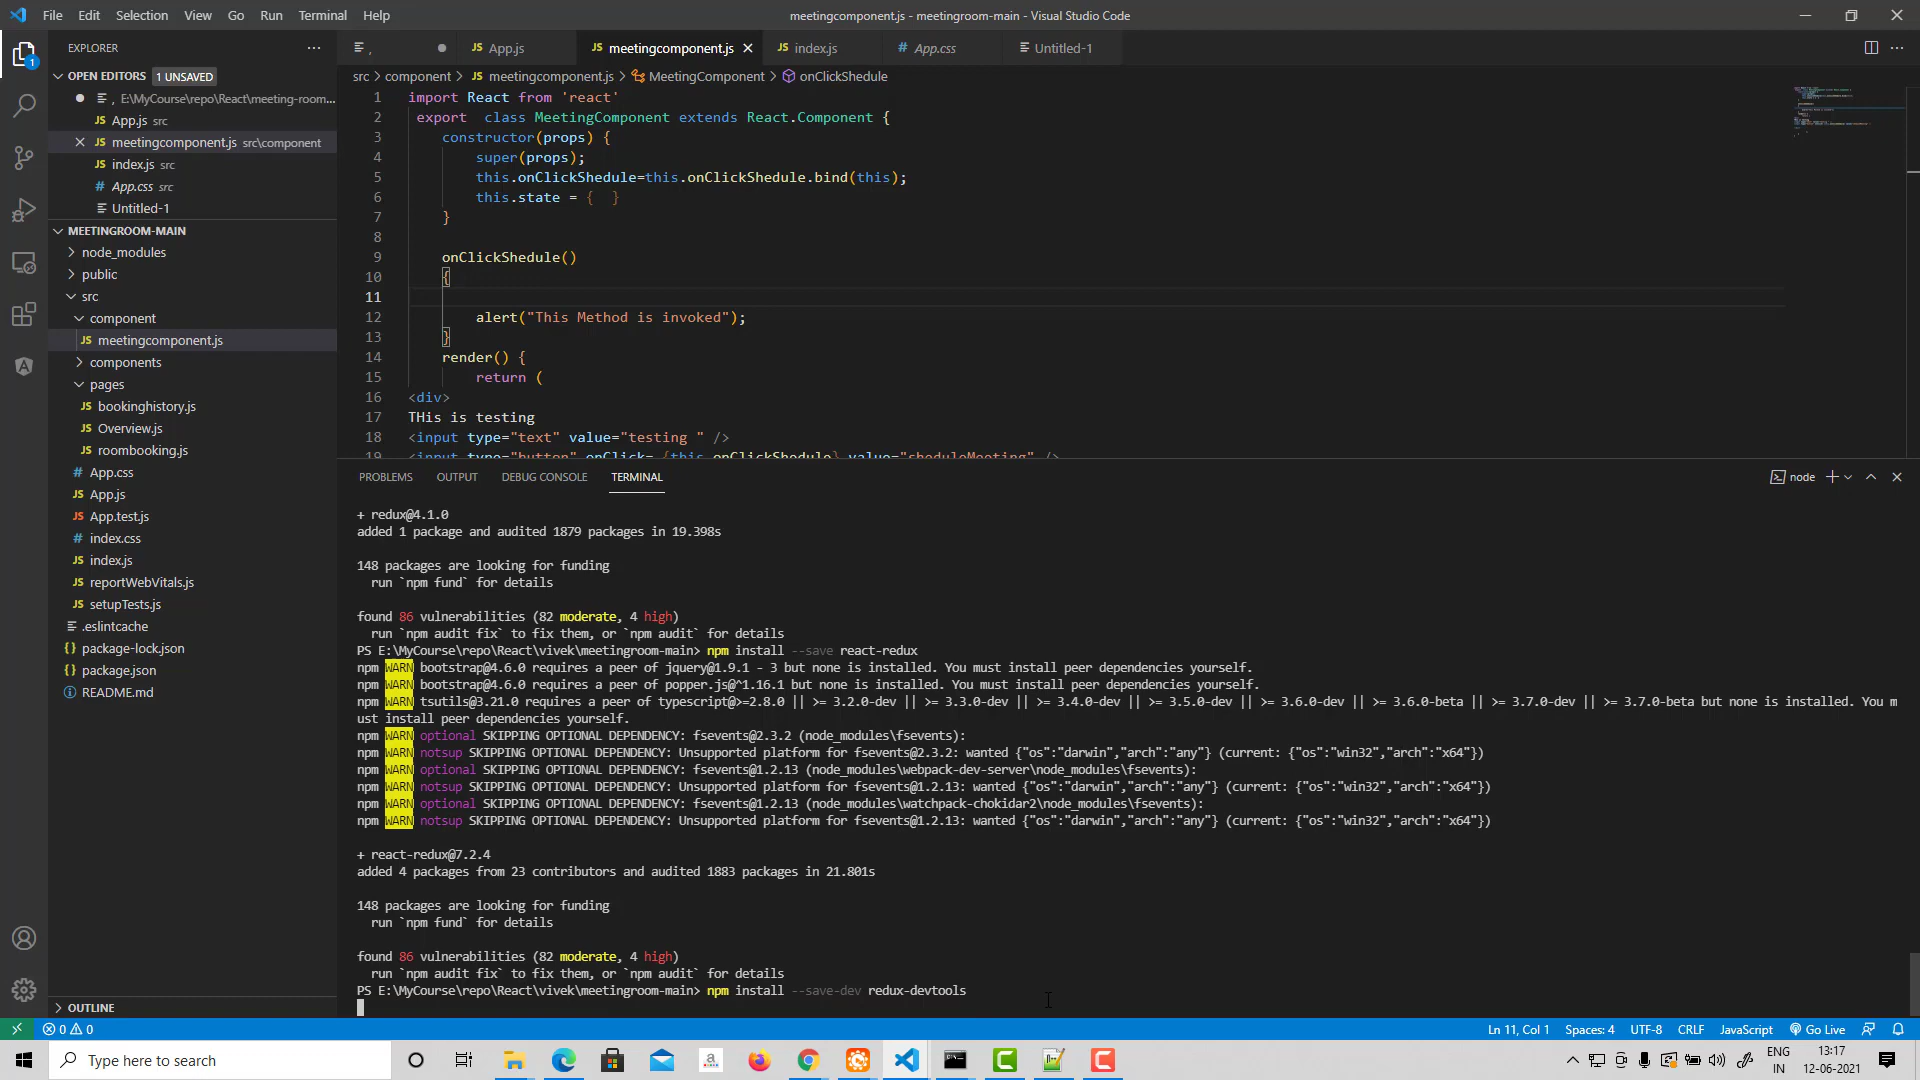 File Edit Selection View Go Run Terminal Help
meetingcomponent.js - meetingroom-main - Visual Studio Code
EXPLORER
OPEN EDITORS 1 UNSAVED
, E:\MyCourse\repo\React\meeting-room...
App.js src
meetingcomponent.js src\component
index.js src
App.css src
Untitled-1
MEETINGROOM-MAIN
node_modules
public
src
component
meetingcomponent.js
components
pages
bookinghistory.js
Overview.js
roombooking.js
App.css
App.js
App.test.js
index.css
index.js
reportWebVitals.js
setupTests.js
.eslintcache
package-lock.json
package.json
README.md
OUTLINE
, App.js meetingcomponent.js index.js App.css Untitled-1
src > component > JS meetingcomponent.js > MeetingComponent > onClickShedule
1 import React from 'react'
2 export class MeetingComponent extends React.Component {
3 constructor(props) {
4 super(props);
5 this.onClickShedule=this.onClickShedule.bind(this);
6 this.state = { }
7 }
8
9 onClickShedule()
10 {
11
12 alert("This Method is invoked");
13 }
14 render() {
15 return (
16 <div>
17 THis is testing
18 <input type="text" value="testing " />
19 <input type="button" onClick= {this.onClickShedule} value="sheduleMeeting" />
PROBLEMS OUTPUT DEBUG CONSOLE TERMINAL
node
+ redux@4.1.0
added 1 package and audited 1879 packages in 19.398s
148 packages are looking for funding
run `npm fund` for details
found 86 vulnerabilities (82 moderate, 4 high)
run `npm audit fix` to fix them, or `npm audit` for details
PS E:\MyCourse\repo\React\vivek\meetingroom-main> npm install --save react-redux
npm WARN bootstrap@4.6.0 requires a peer of jquery@1.9.1 - 3 but none is installed. You must install peer dependencies yourself.
npm WARN bootstrap@4.6.0 requires a peer of popper.js@^1.16.1 but none is installed. You must install peer dependencies yourself.
npm WARN tsutils@3.21.0 requires a peer of typescript@>=2.8.0 || >= 3.2.0-dev || >= 3.3.0-dev || >= 3.4.0-dev || >= 3.5.0-dev || >= 3.6.0-dev || >= 3.6.0-beta || >= 3.7.0-dev || >= 3.7.0-beta but none is installed. You m
ust install peer dependencies yourself.
npm WARN optional SKIPPING OPTIONAL DEPENDENCY: fsevents@2.3.2 (node_modules\fsevents):
npm WARN notsup SKIPPING OPTIONAL DEPENDENCY: Unsupported platform for fsevents@2.3.2: wanted {"os":"darwin","arch":"any"} (current: {"os":"win32","arch":"x64"})
npm WARN optional SKIPPING OPTIONAL DEPENDENCY: fsevents@1.2.13 (node_modules\webpack-dev-server\node_modules\fsevents):
npm WARN notsup SKIPPING OPTIONAL DEPENDENCY: Unsupported platform for fsevents@1.2.13: wanted {"os":"darwin","arch":"any"} (current: {"os":"win32","arch":"x64"})
npm WARN optional SKIPPING OPTIONAL DEPENDENCY: fsevents@1.2.13 (node_modules\watchpack-chokidar2\node_modules\fsevents):
npm WARN notsup SKIPPING OPTIONAL DEPENDENCY: Unsupported platform for fsevents@1.2.13: wanted {"os":"darwin","arch":"any"} (current: {"os":"win32","arch":"x64"})
+ react-redux@7.2.4
added 4 packages from 23 contributors and audited 1883 packages in 21.801s
148 packages are looking for funding
run `npm fund` for details
found 86 vulnerabilities (82 moderate, 4 high)
run `npm audit fix` to fix them, or `npm audit` for details
PS E:\MyCourse\repo\React\vivek\meetingroom-main> npm install --save-dev redux-devtools
0 0
Ln 11, Col 1 Spaces: 4 UTF-8 CRLF JavaScript Go Live
Type here to search
ENG
IN
13:17
12-06-2021